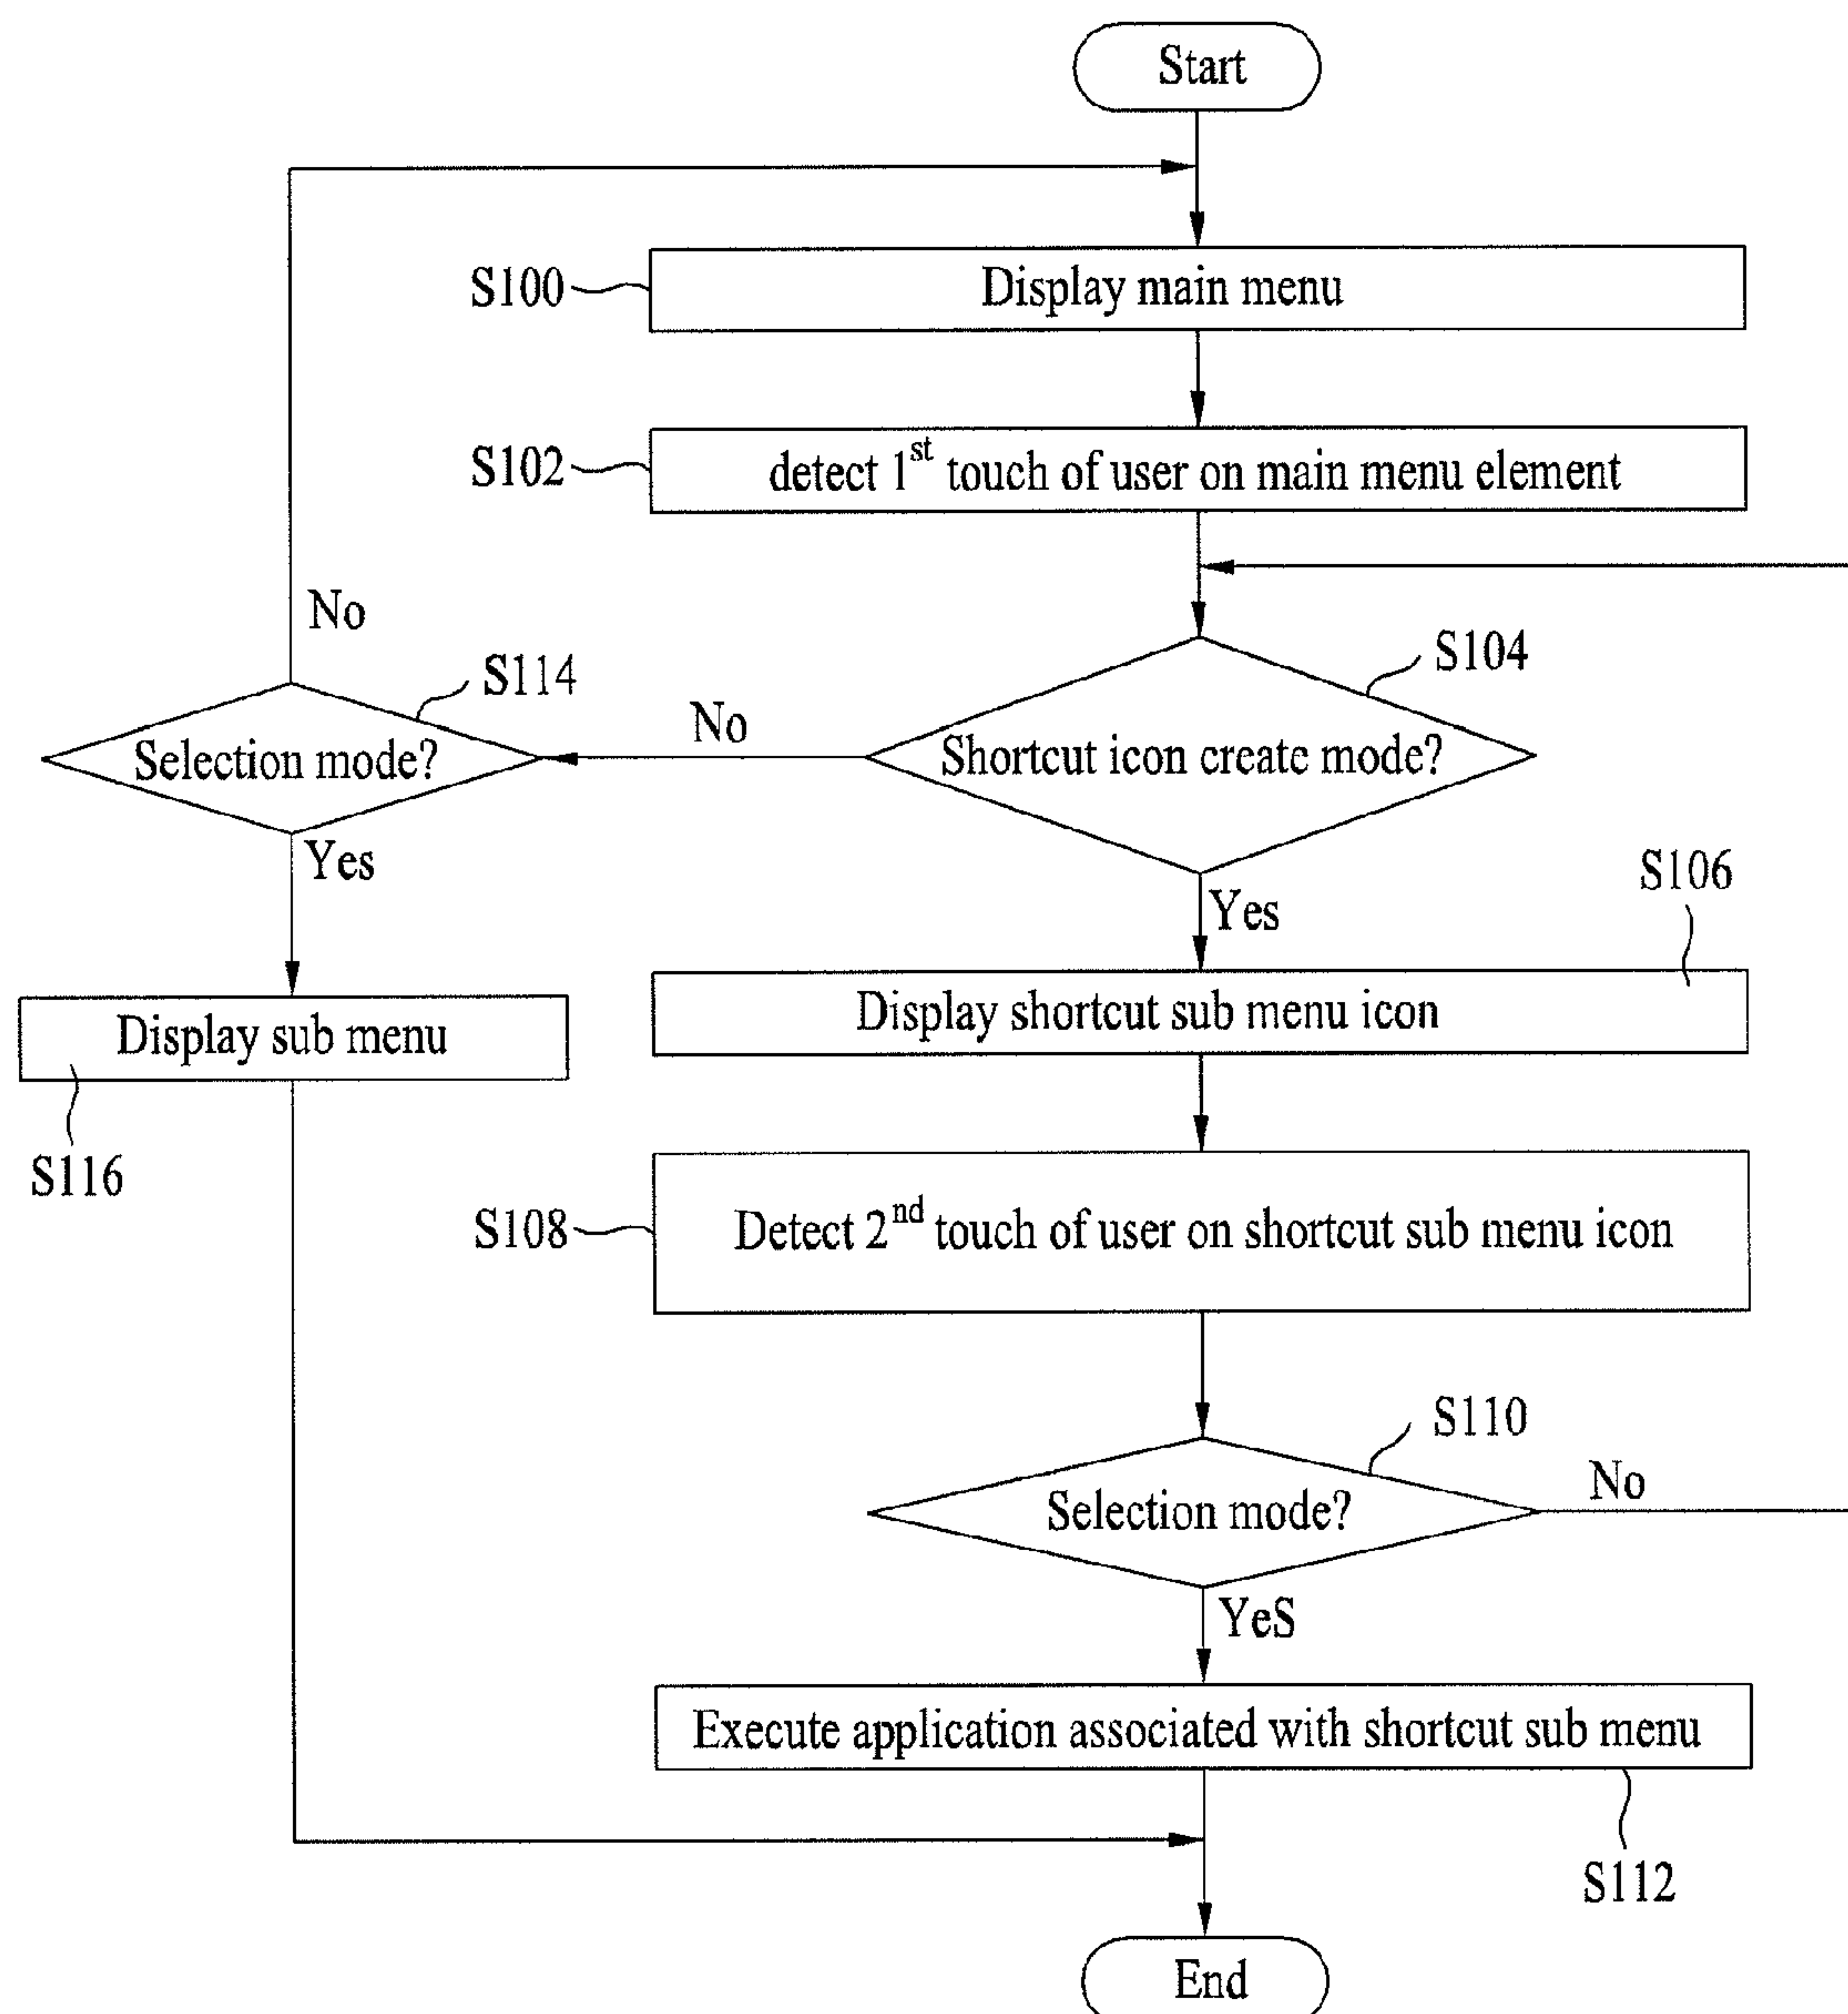 Start
S100
Display main menu
S102
detect 1st touch of user on main menu element
No
S114
S104
Selection mode?
No
Shortcut icon create mode?
Yes
Yes
S106
Display sub menu
Display shortcut sub menu icon
S116
S108
Detect 2nd touch of user on shortcut sub menu icon
S110
Selection mode?
No
YeS
Execute application associated with shortcut sub menu
S112
End